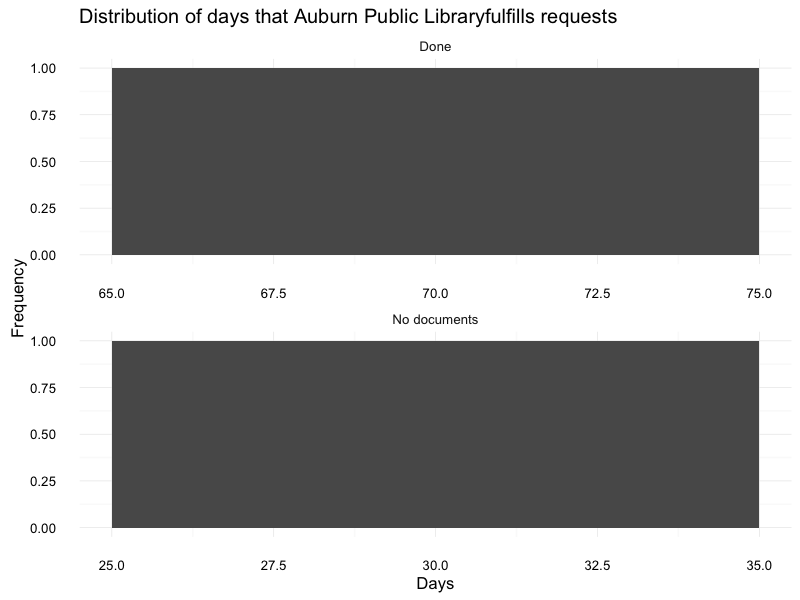 Distribution of days that Auburn Public Libraryfulfills requests
Done
1.00
0.75
0.50
0.25
0.00
65.0 67.5 70.0 72.5 75.0
Frequency
No documents
1.00
0.75
0.50
0.25
0.00
25.0 27.5 30.0 32.5 35.0
Days